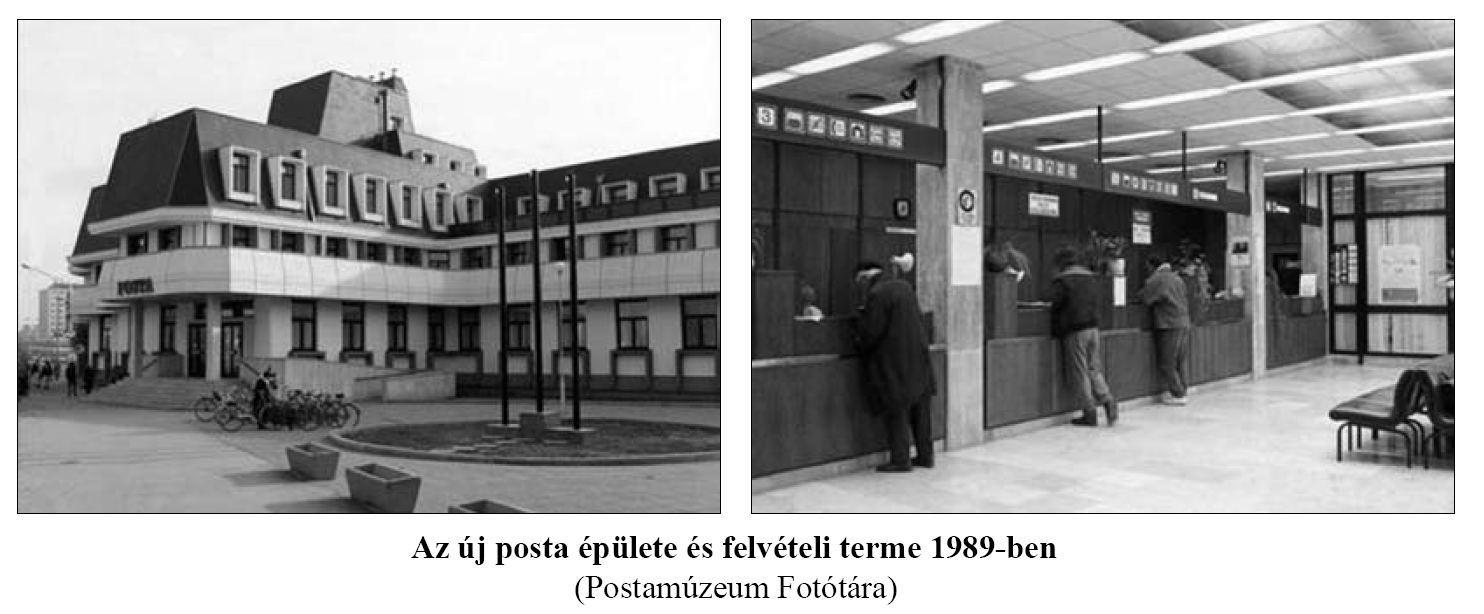 POSTA
3
Az új posta épülete és felvételi terme 1989-ben
(Postamúzeum Fotótára)